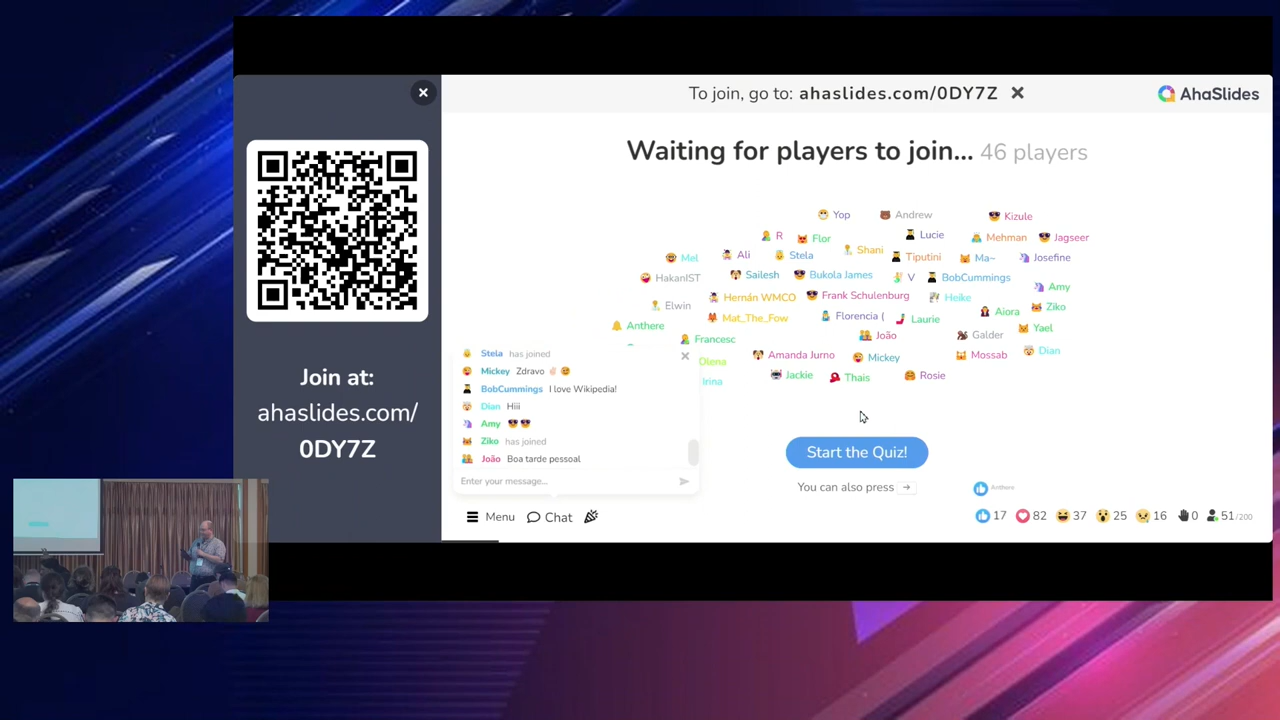 To join, go to: ahaslides.com/0DY7Z
AhaSlides
Join at:
ahaslides.com/
0DY7Z
Waiting for players to join... 46 players
Yop Andrew Kizule
R Flor Lucie Mehman Jagseer
Mel Ali Stela Shani Tiputini Ma~ Josefine
HakanIST Sailesh Bukola James V BobCummings Amy
Elwin Hernán WMCO Frank Schulenburg Heike Aiora Ziko
Anthere Mat_The_Fow Florencia ( Laurie Yael
Francesc João Galder
Olena Amanda Jurno Mickey Mossab Dian
Irina Jackie Thais Rosie
Stela has joined
Mickey Zdravo
BobCummings I love Wikipedia!
Dian Hiii
Amy
Ziko has joined
João Boa tarde pessoal
Enter your message...
Start the Quiz!
You can also press →
Anthere
Menu Chat
17 82 37 25 16 0 51/200